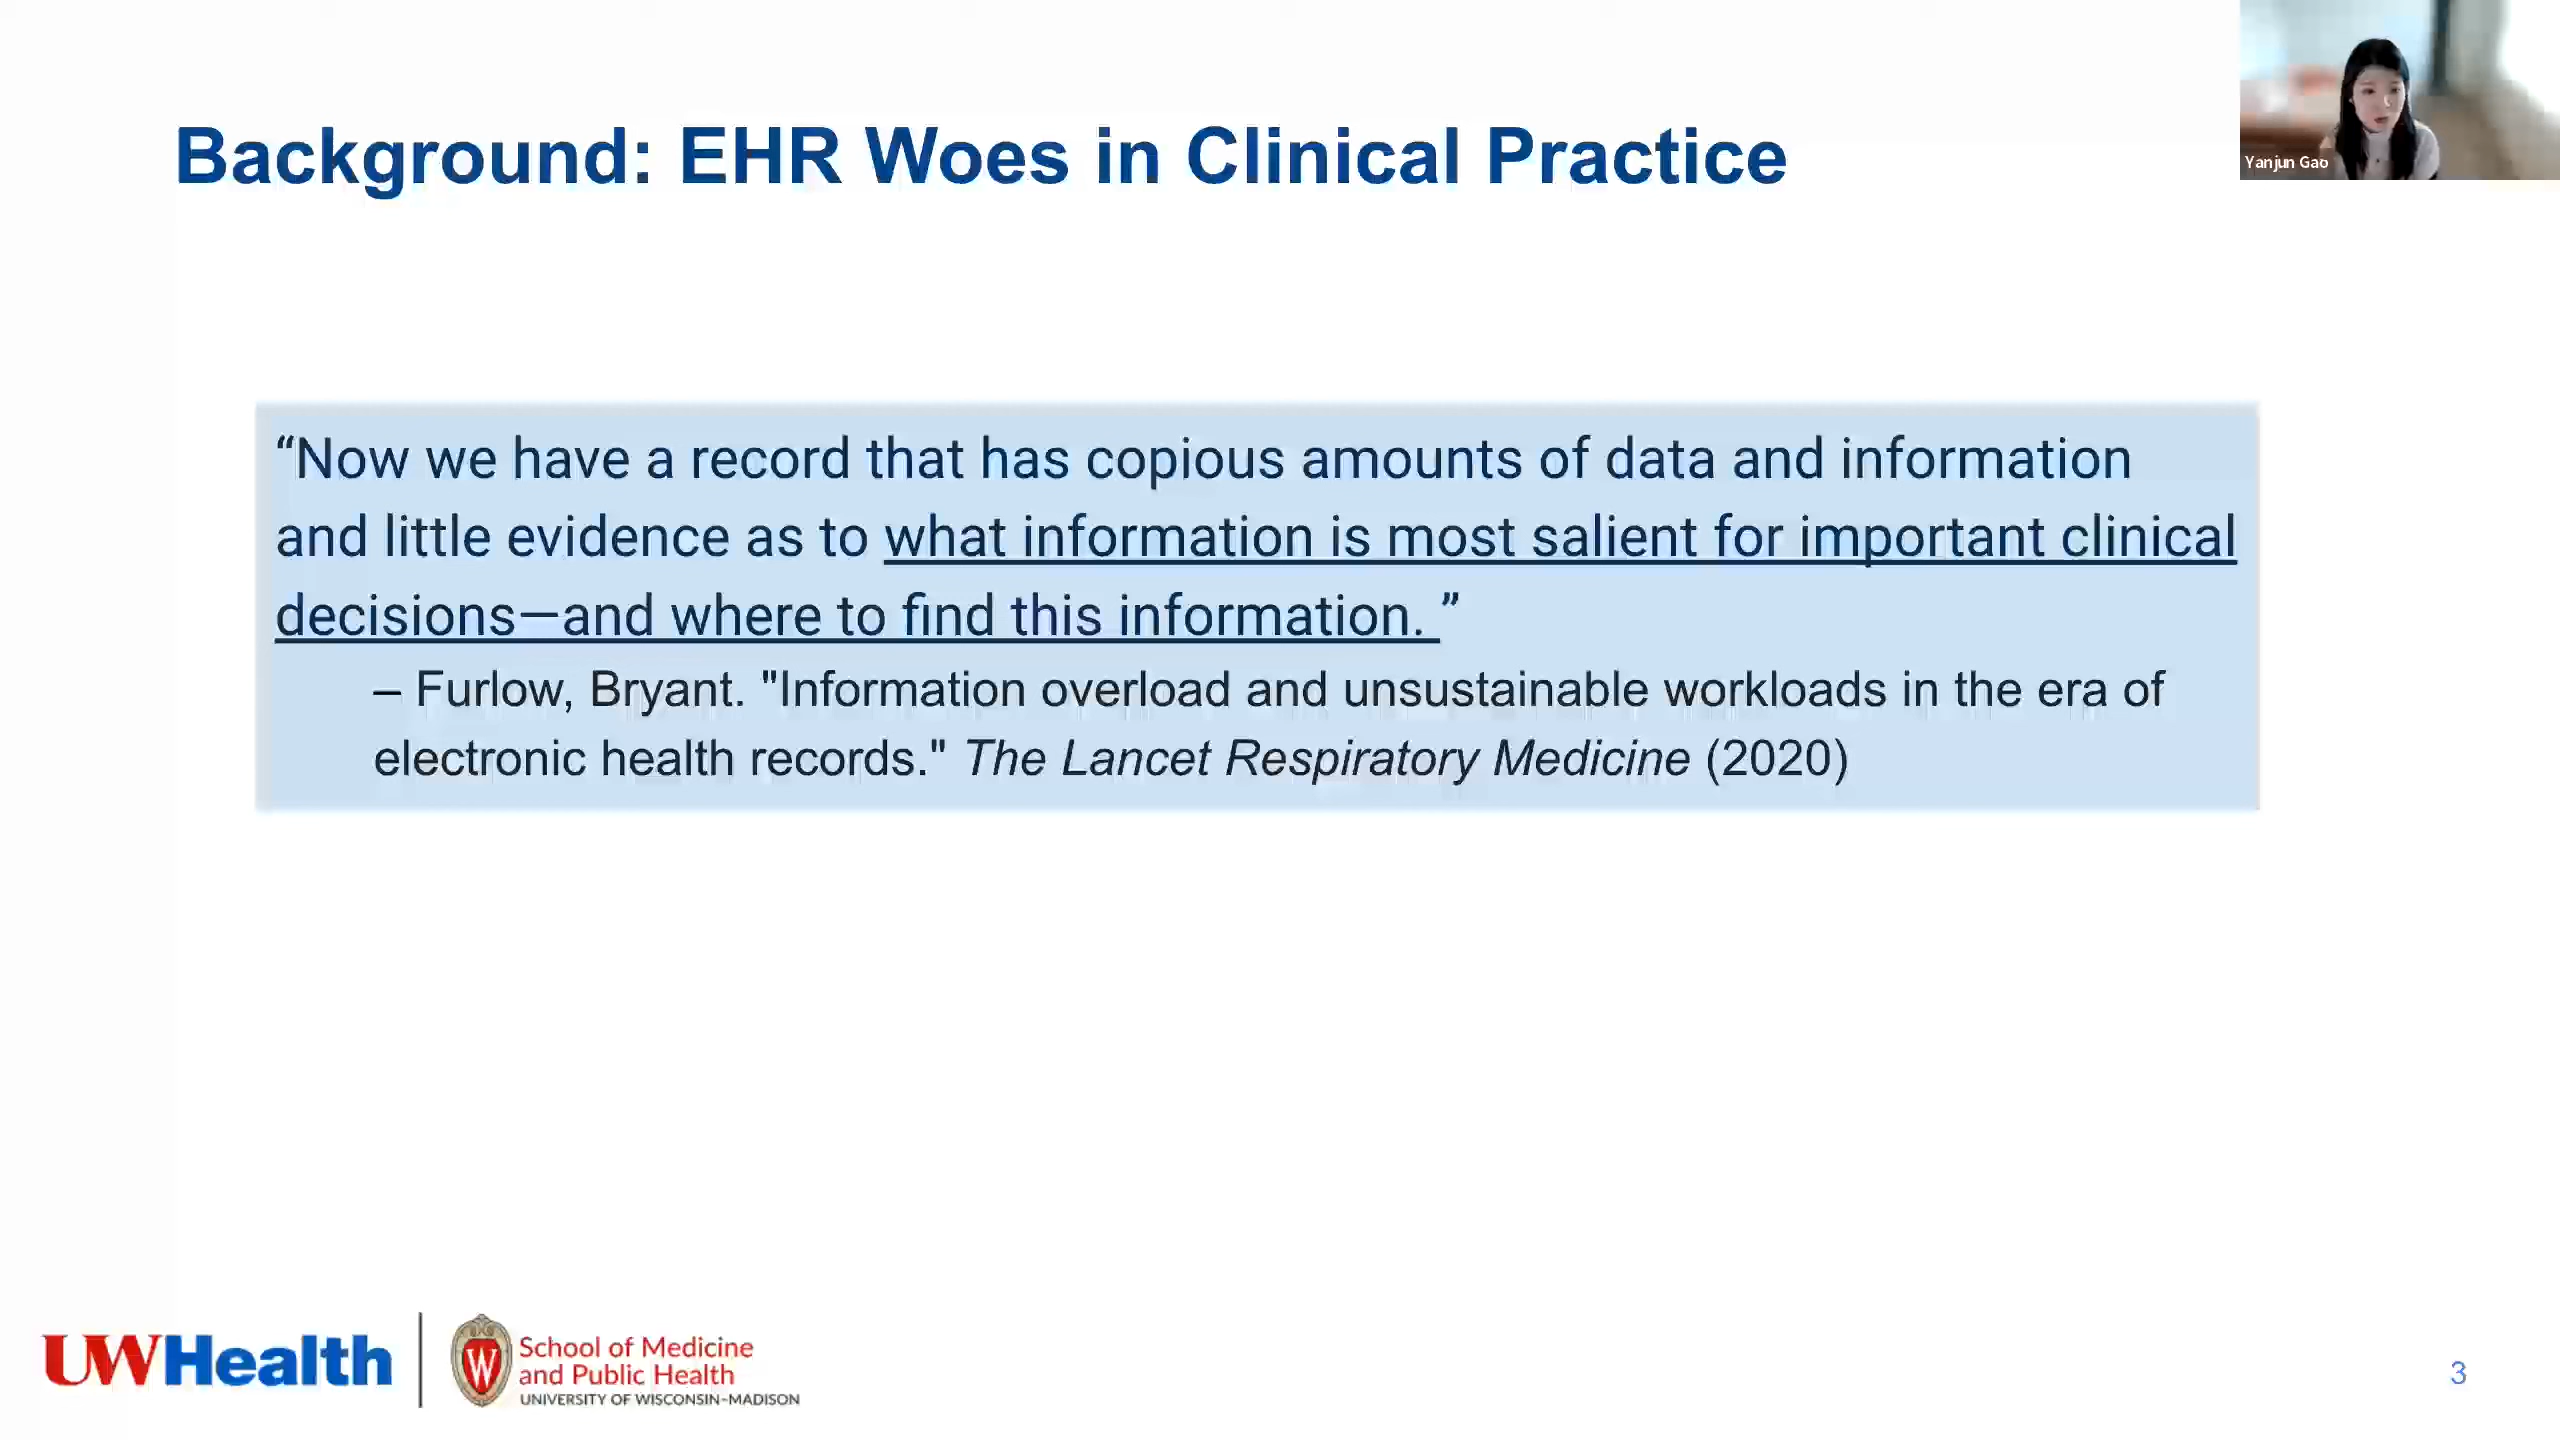 Yanjun Gao
Background: EHR Woes in Clinical Practice
“Now we have a record that has copious amounts of data and information
and little evidence as to what information is most salient for important clinical
decisions—and where to find this information. ”
– Furlow, Bryant. "Information overload and unsustainable workloads in the era of
electronic health records." The Lancet Respiratory Medicine (2020)
UWHealth
W
School of Medicine
and Public Health
UNIVERSITY OF WISCONSIN–MADISON
3